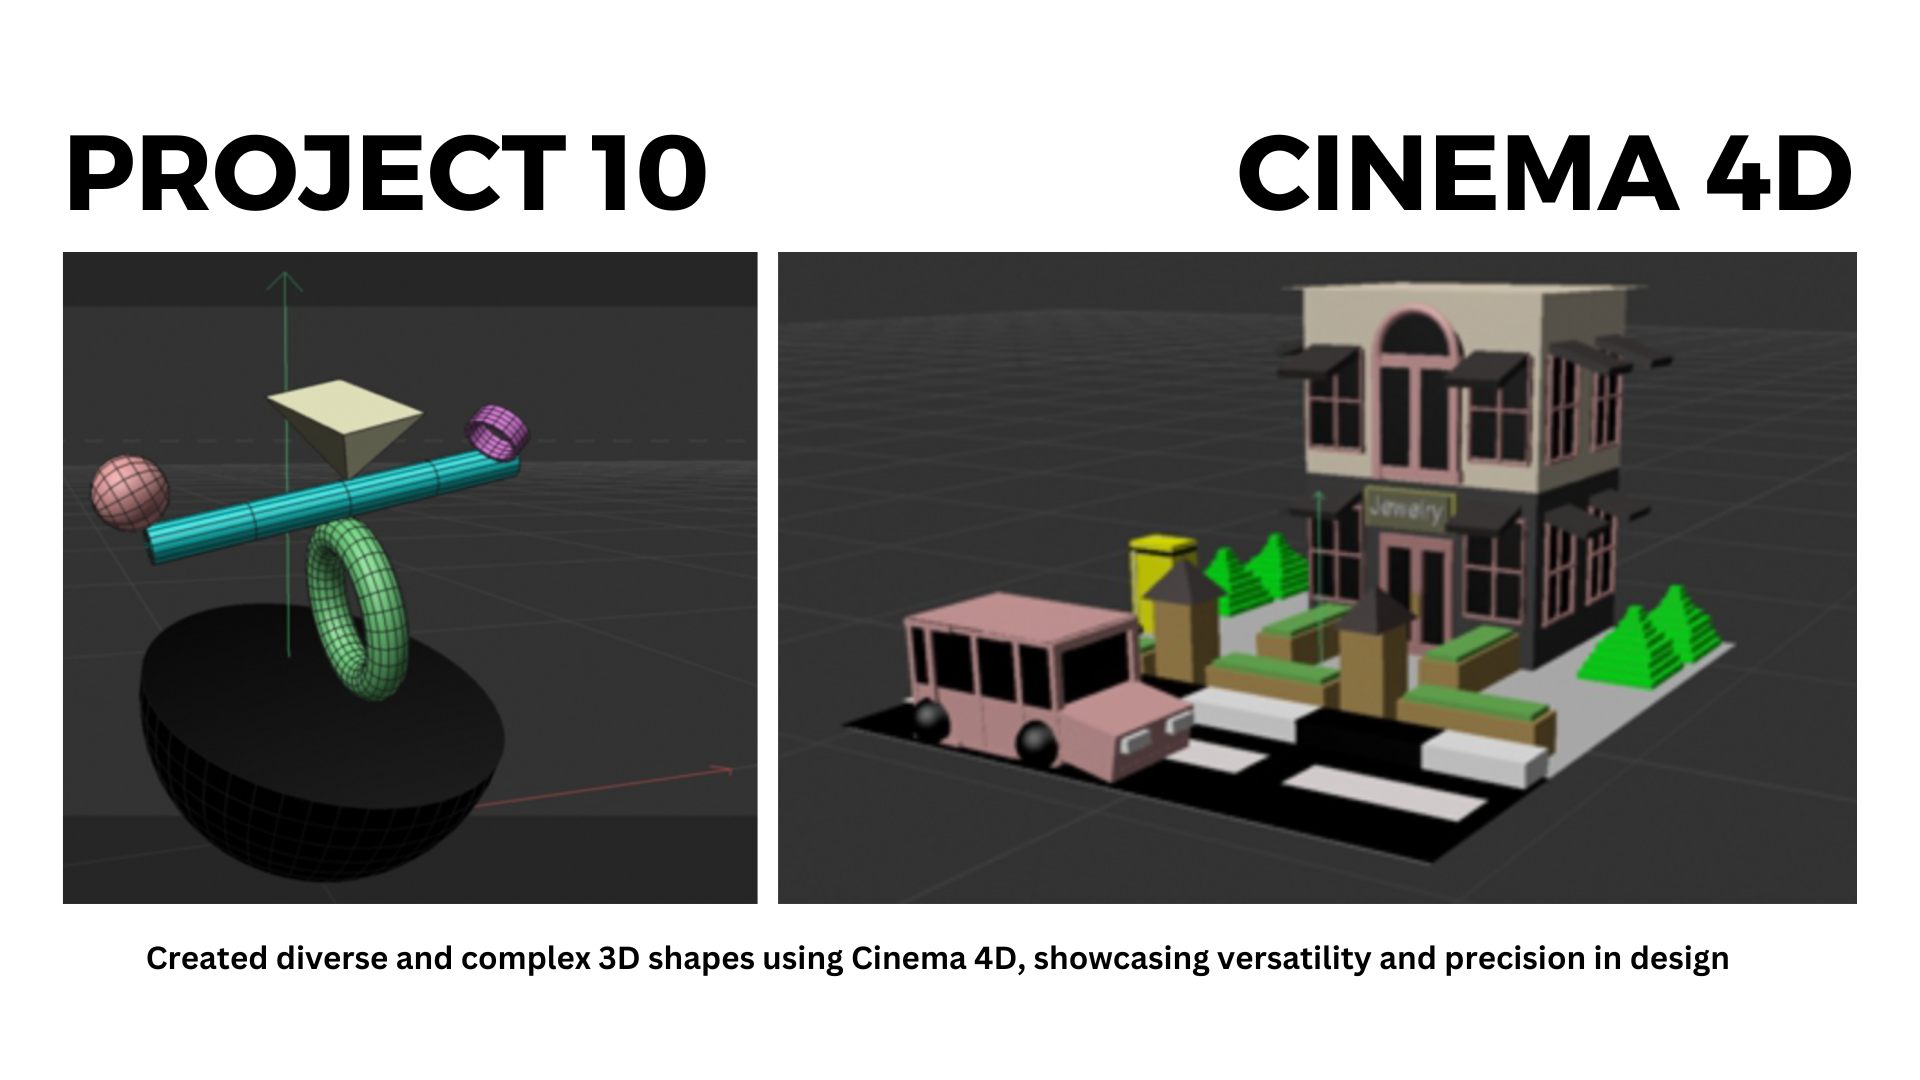 PROJECT 10
CINEMA 4D
Jewelry
Created diverse and complex 3D shapes using Cinema 4D, showcasing versatility and precision in design